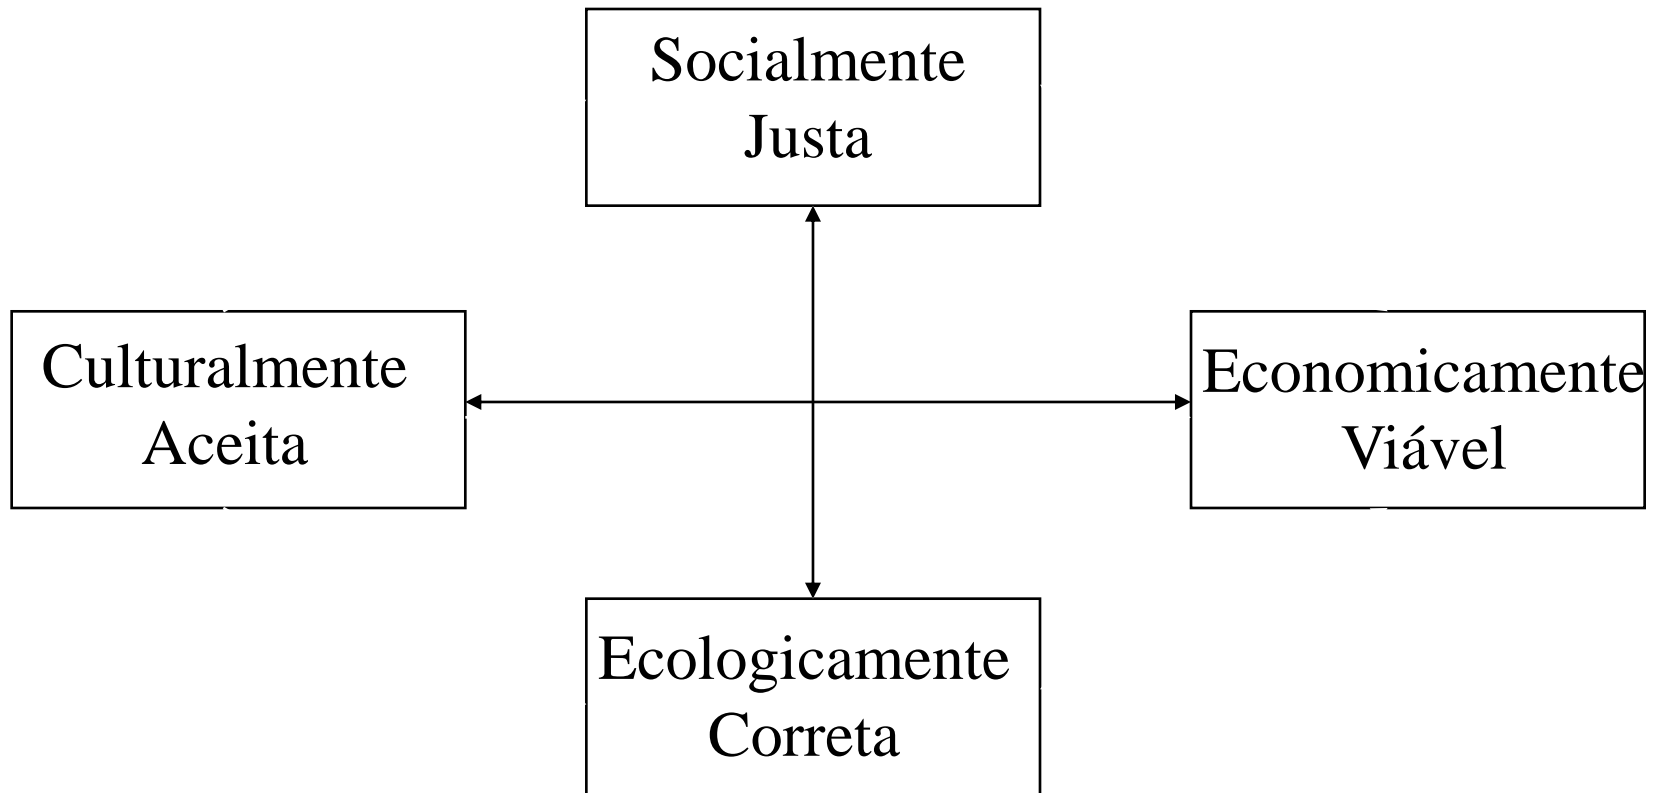 Socialmente
Justa
Culturalmente
Aceita
Economicamente
Viável
Ecologicamente
Correta